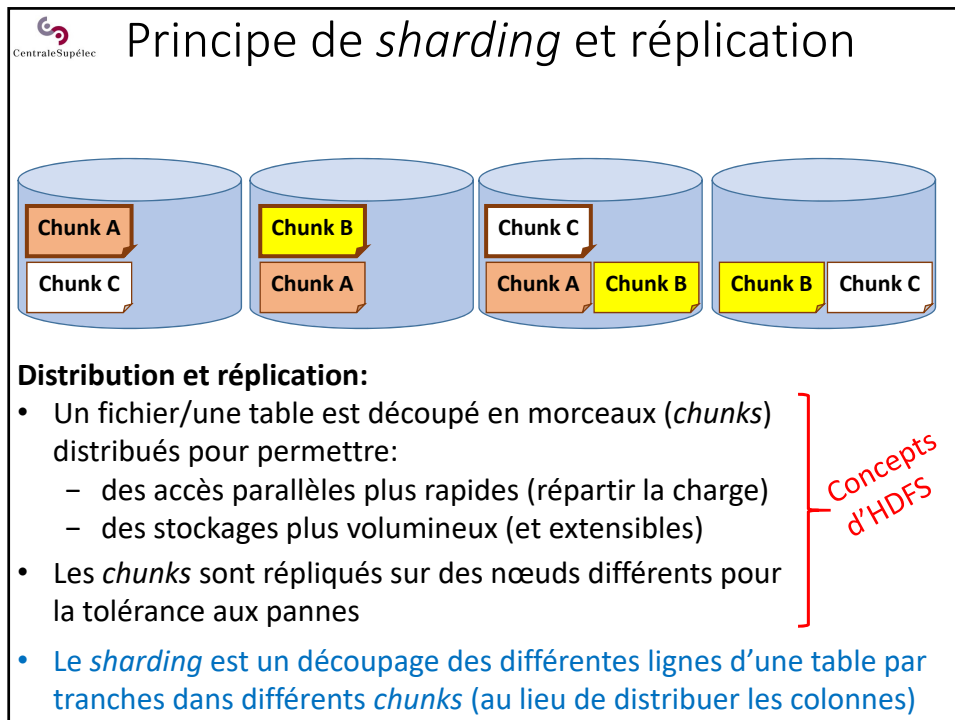 CentraleSupélec
Principe de sharding et réplication
Chunk A
Chunk C
Chunk B
Chunk A
Chunk C
Chunk A
Chunk B
Chunk B
Chunk C
Distribution et réplication:
• Un fichier/une table est découpé en morceaux (chunks)
distribués pour permettre:
− des accès parallèles plus rapides (répartir la charge)
− des stockages plus volumineux (et extensibles)
• Les chunks sont répliqués sur des nœuds différents pour
la tolérance aux pannes
Concepts
d’HDFS
• Le sharding est un découpage des différentes lignes d’une table par
tranches dans différents chunks (au lieu de distribuer les colonnes)